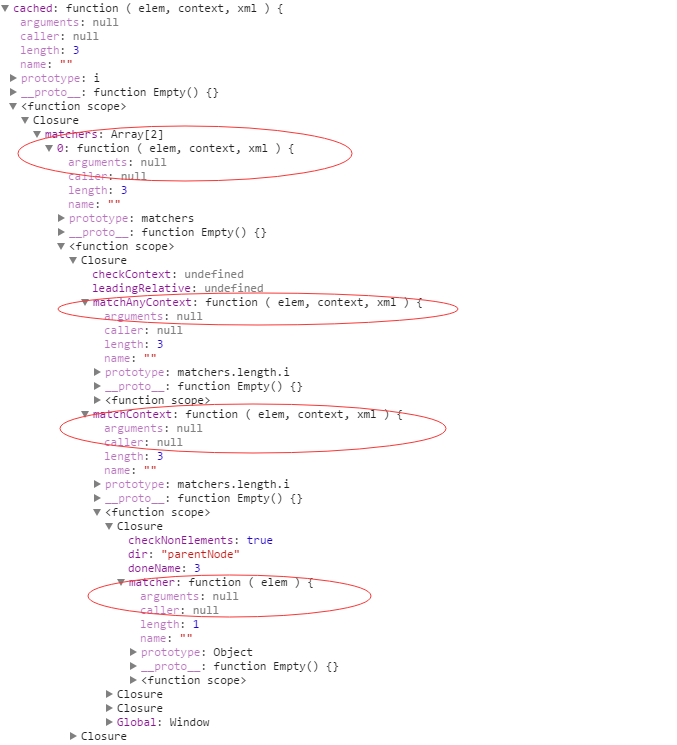 cached: function ( elem, context, xml ) {
arguments: null
caller: null
length: 3
name: ""
prototype: i
__proto__: function Empty() {}
<function scope>
Closure
matchers: Array[2]
0: function ( elem, context, xml ) {
arguments: null
caller: null
length: 3
name: ""
prototype: matchers
__proto__: function Empty() {}
<function scope>
Closure
checkContext: undefined
leadingRelative: undefined
matchAnyContext: function ( elem, context, xml ) {
arguments: null
caller: null
length: 3
name: ""
prototype: matchers.length.i
__proto__: function Empty() {}
<function scope>
matchContext: function ( elem, context, xml ) {
arguments: null
caller: null
length: 3
name: ""
prototype: matchers.length.i
__proto__: function Empty() {}
<function scope>
Closure
checkNonElements: true
dir: "parentNode"
doneName: 3
matcher: function ( elem ) {
arguments: null
caller: null
length: 1
name: ""
prototype: Object
__proto__: function Empty() {}
<function scope>
Closure
Closure
Global: Window
Closure